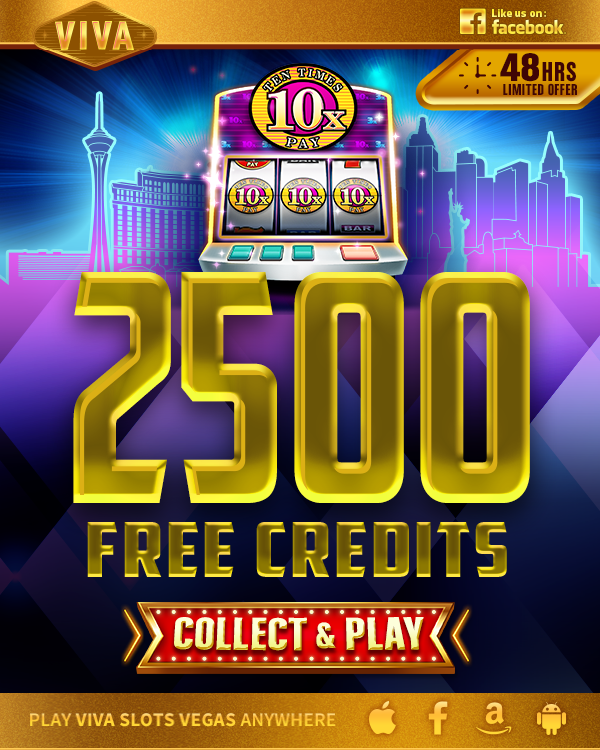 VIVA
Like us on:
facebook
48HRS
LIMITED OFFER
TEN TIMES
10x
PAY
10x
10x
10x
BAR
2500
FREE CREDITS
COLLECT & PLAY
PLAY VIVA SLOTS VEGAS ANYWHERE